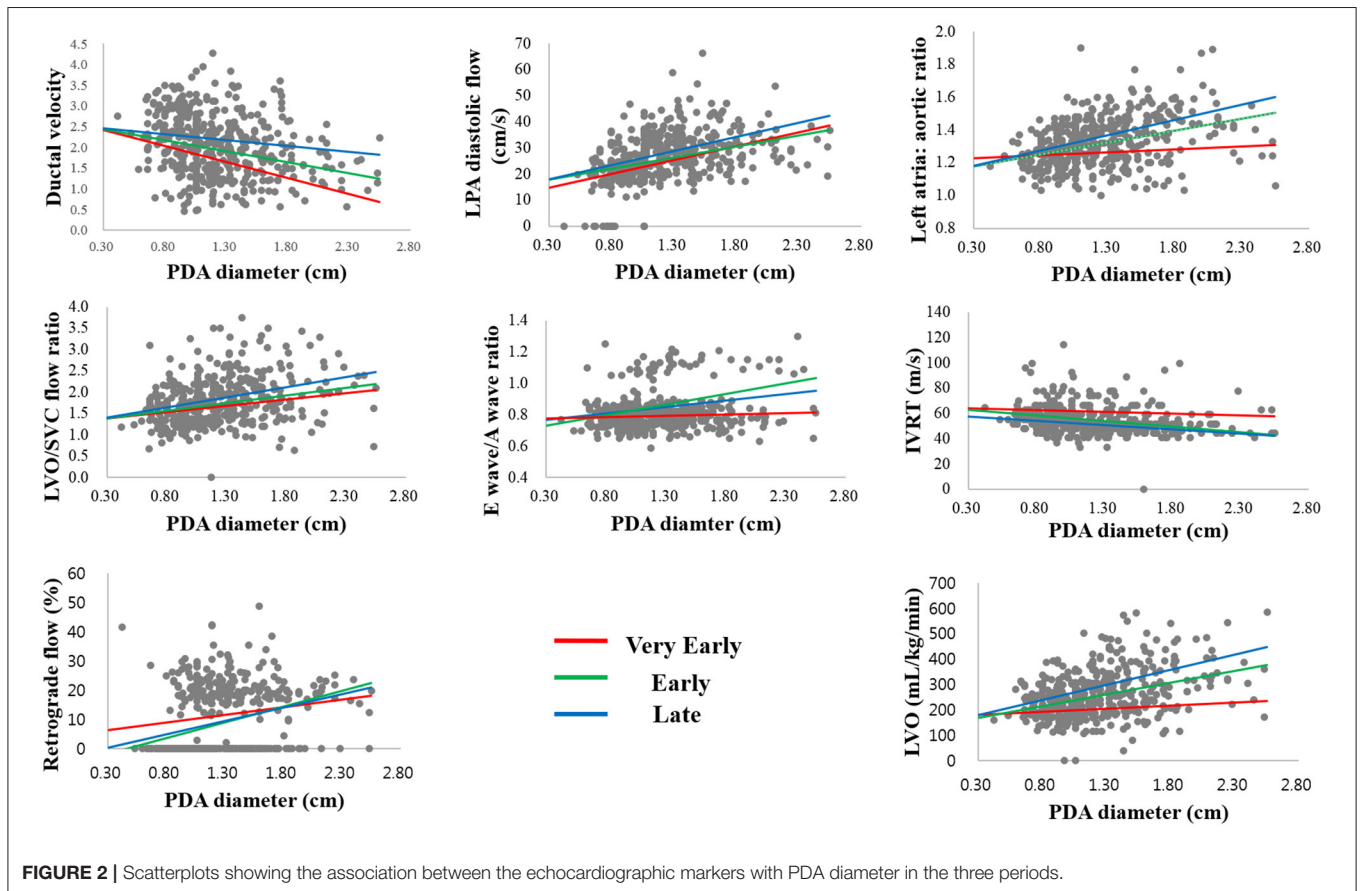 Ductal velocity
4.5
4.0
3.5
3.0
2.5
2.0
1.5
1.0
0.5
0.0
0.30 0.80 1.30 1.80 2.30 2.80
PDA diameter (cm)
LPA diastolic flow
(cm/s)
70
60
50
40
30
20
10
0
0.30 0.80 1.30 1.80 2.30 2.80
PDA diameter (cm)
Left atria: aortic ratio
2.0
1.8
1.6
1.4
1.2
1.0
0.8
0.30 0.80 1.30 1.80 2.30 2.80
PDA diameter (cm)
LVO/SVC flow ratio
4.0
3.5
3.0
2.5
2.0
1.5
1.0
0.5
0.0
0.30 0.80 1.30 1.80 2.30 2.80
PDA diameter (cm)
E wave/A wave ratio
1.4
1.2
1.0
0.8
0.6
0.4
0.30 0.80 1.30 1.80 2.30 2.80
PDA diamter (cm)
IVRT (m/s)
140
120
100
80
60
40
20
0
0.30 0.80 1.30 1.80 2.30 2.80
PDA diameter (cm)
Retrograde flow (%)
60
50
40
30
20
10
0
0.30 0.80 1.30 1.80 2.30 2.80
PDA diameter (cm)
Very Early
Early
Late
LVO (mL/kg/min)
700
600
500
400
300
200
100
0
0.30 0.80 1.30 1.80 2.30 2.80
PDA diameter (cm)
FIGURE 2 | Scatterplots showing the association between the echocardiographic markers with PDA diameter in the three periods.